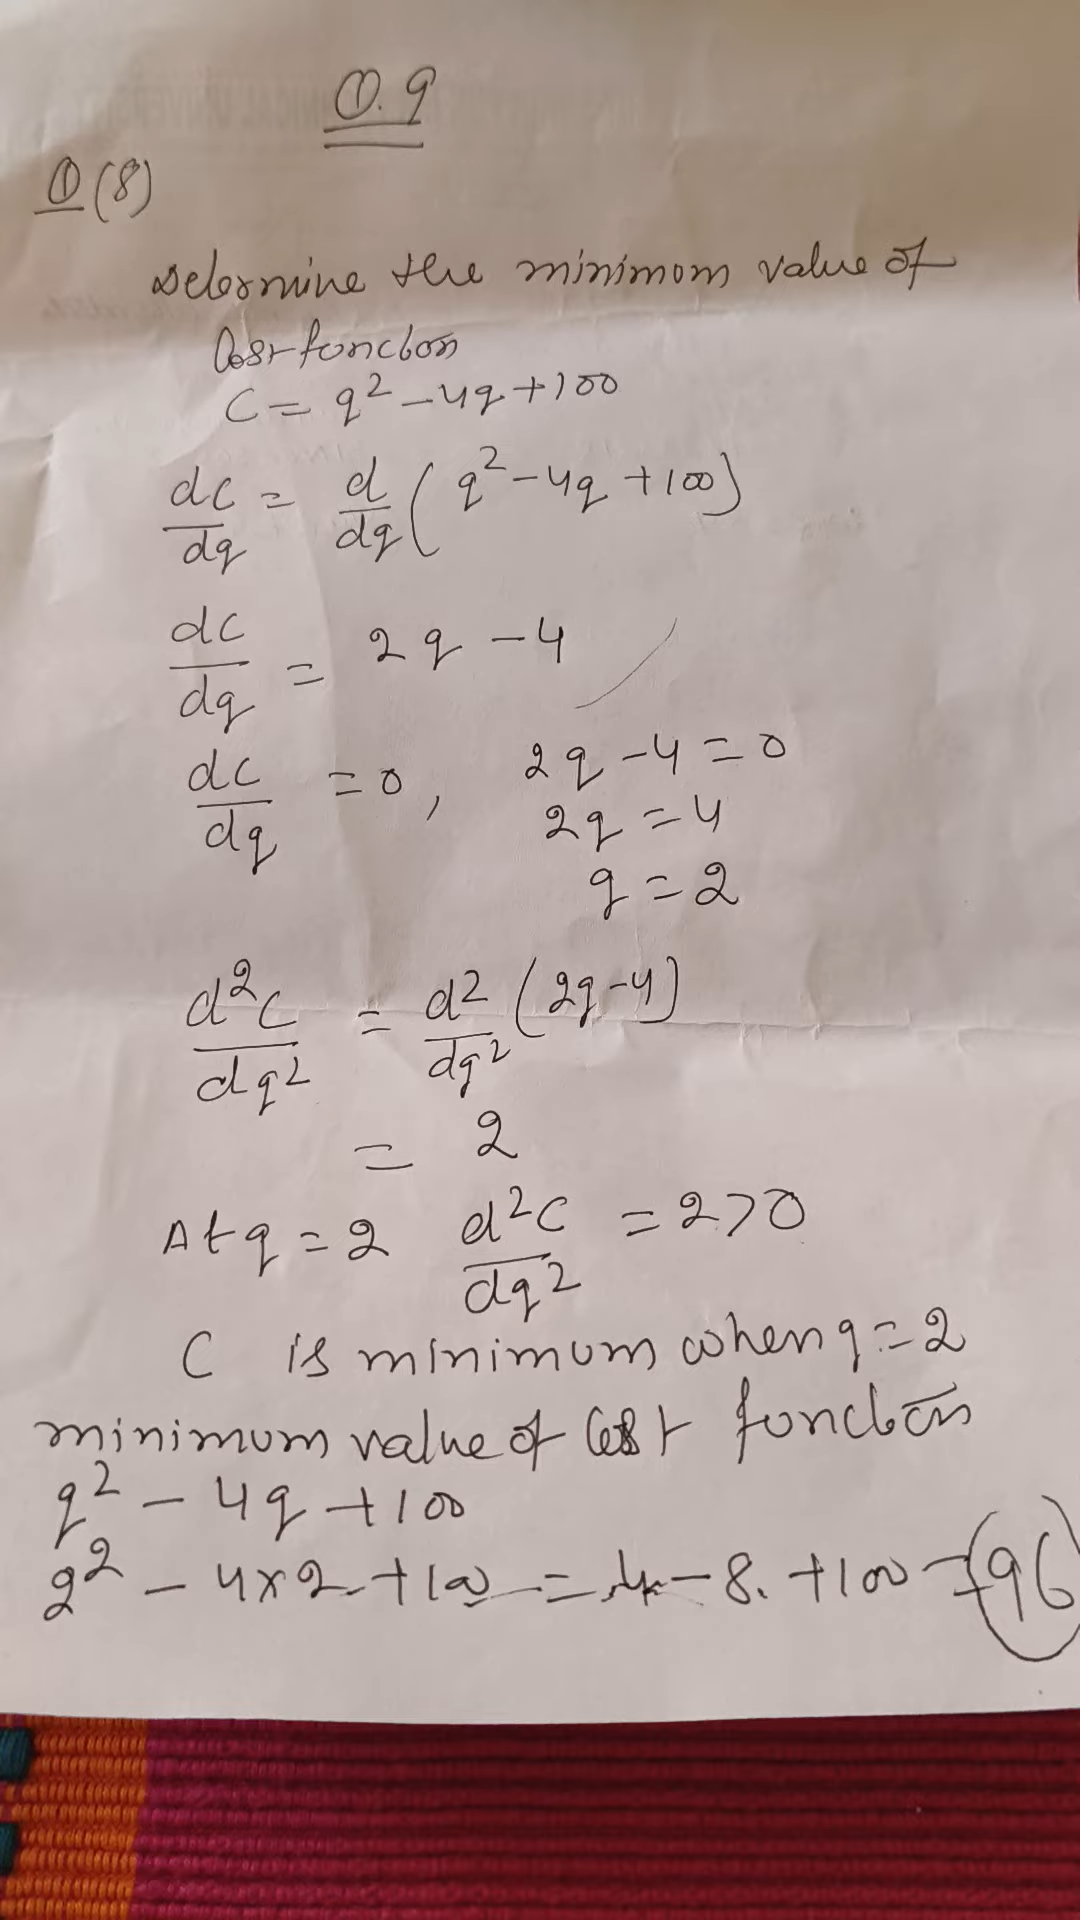 Q.9
Q(8)
Determine the minimum value of
Cost function
C = q² - 4q + 100
dC/dq = d/dq (q² - 4q + 100)
dC/dq = 2q - 4
dC/dq = 0, 2q - 4 = 0
2q = 4
q = 2
d²C/dq² = d²/dq² (2q - 4)
= 2
At q = 2 d²C/dq² = 2 > 0
C is minimum when q = 2
minimum value of Cost function
q² - 4q + 100
2² - 4×2 + 100 = 4 - 8. + 100 = 96